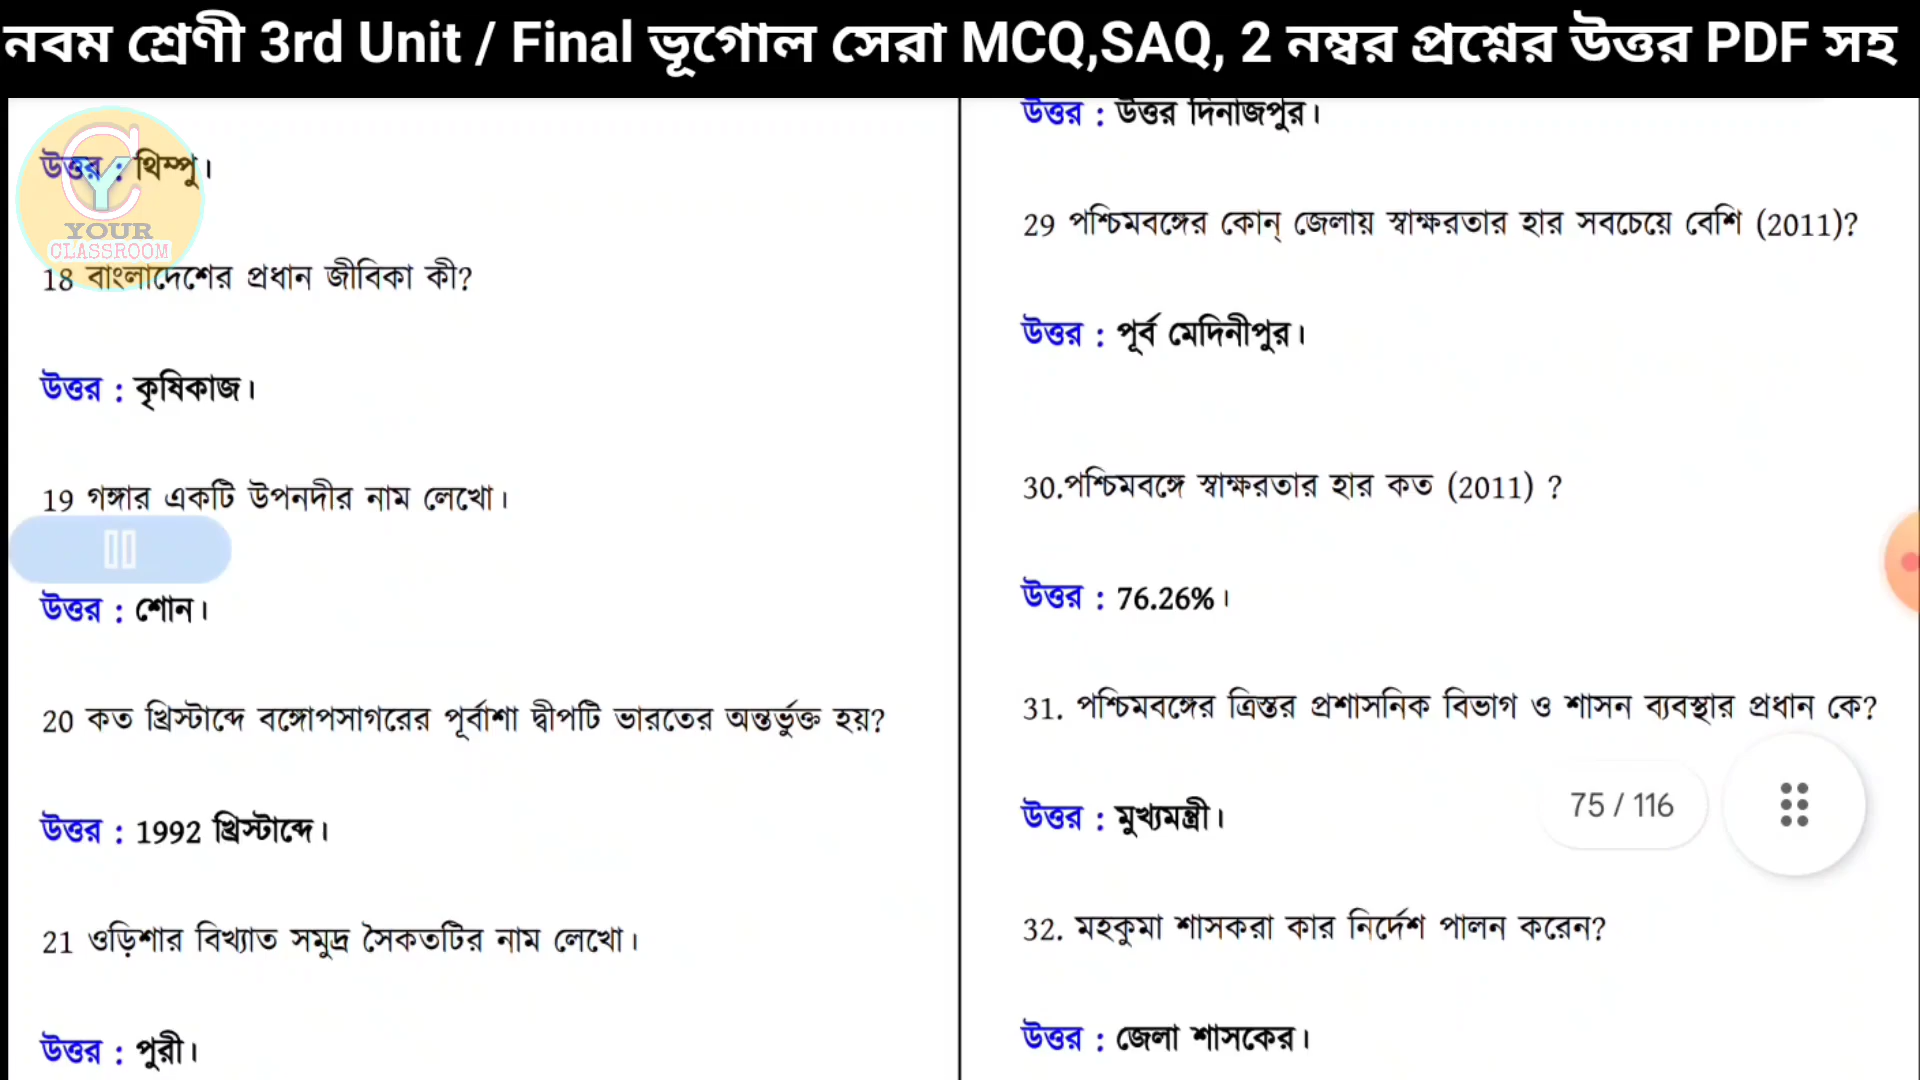 নবম শ্রেণী 3rd Unit / Final ভূগোল সেরা MCQ,SAQ, 2 নম্বর প্রশ্নের উত্তর PDF সহ
উত্তর : থিম্পু।
YOUR
CLASSROOM
18 বাংলাদেশের প্রধান জীবিকা কী?
উত্তর : কৃষিকাজ।
19 গঙ্গার একটি উপনদীর নাম লেখো।
উত্তর : শোন।
20 কত খ্রিস্টাব্দে বঙ্গোপসাগরের পূর্বাশা দ্বীপটি ভারতের অন্তর্ভুক্ত হয়?
উত্তর : 1992 খ্রিস্টাব্দে।
21 ওড়িশার বিখ্যাত সমুদ্র সৈকতটির নাম লেখো।
উত্তর : পুরী।
উত্তর : উত্তর দিনাজপুর।
29 পশ্চিমবঙ্গের কোন্ জেলায় স্বাক্ষরতার হার সবচেয়ে বেশি (2011)?
উত্তর : পূর্ব মেদিনীপুর।
30.পশ্চিমবঙ্গে স্বাক্ষরতার হার কত (2011) ?
উত্তর : 76.26%।
31. পশ্চিমবঙ্গের ত্রিস্তর প্রশাসনিক বিভাগ ও শাসন ব্যবস্থার প্রধান কে?
উত্তর : মুখ্যমন্ত্রী।
75 / 116
32. মহকুমা শাসকরা কার নির্দেশ পালন করেন?
উত্তর : জেলা শাসকের।